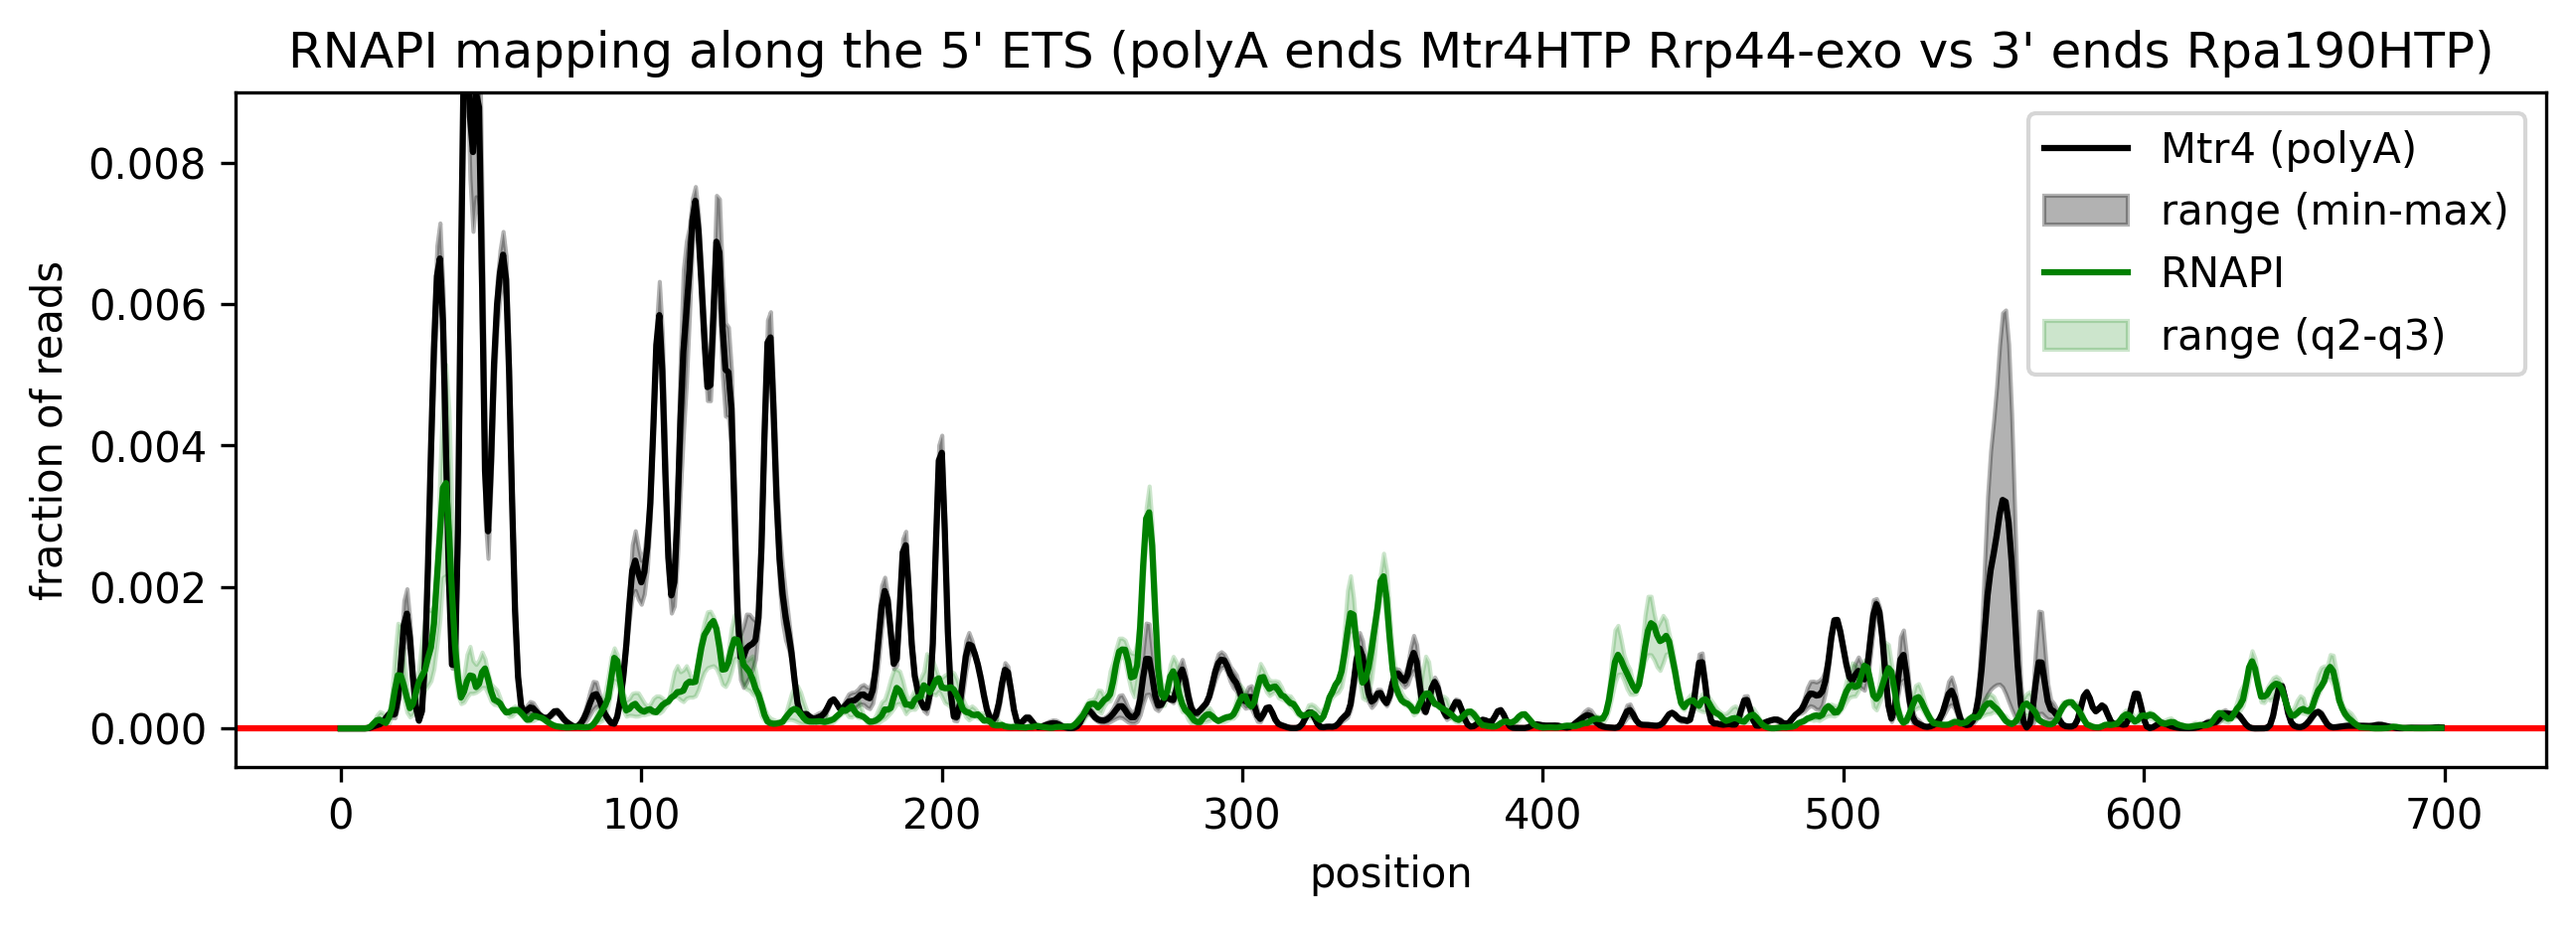 RNAPI mapping along the 5' ETS (polyA ends Mtr4HTP Rrp44-exo vs 3' ends Rpa190HTP)
Mtr4 (polyA)
range (min-max)
RNAPI
range (q2-q3)
fraction of reads
0.008
0.006
0.004
0.002
0.000
0 100 200 300 400 500 600 700
position